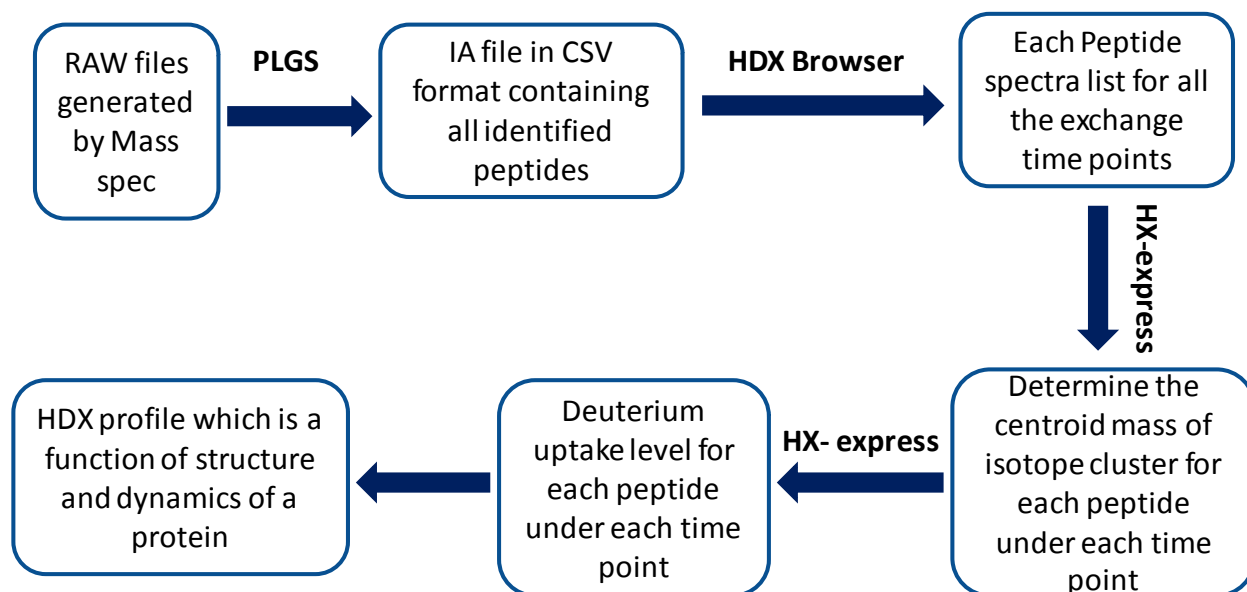 RAW files
generated
by Mass
spec
PLGS
IA file in CSV
format containing
all identified
peptides
HDX Browser
Each Peptide
spectra list for all
the exchange
time points
HX-express
Determine the
centroid mass of
isotope cluster for
each peptide
under each time
point
HX- express
Deuterium
uptake level for
each peptide
under each time
point
HDX profile which is a
function of structure
and dynamics of a
protein